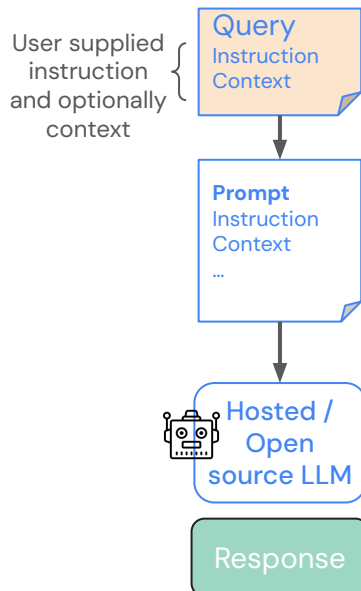 User supplied
instruction
and optionally
context
Query
Instruction
Context
Prompt
Instruction
Context
...
Hosted /
Open
source LLM
Response